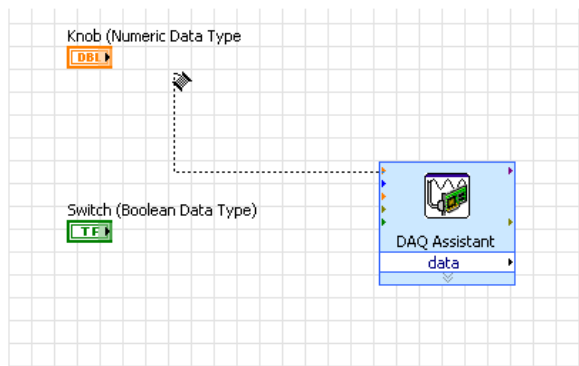 Knob (Numeric Data Type
DBL
Switch (Boolean Data Type)
TF
DAQ Assistant
data